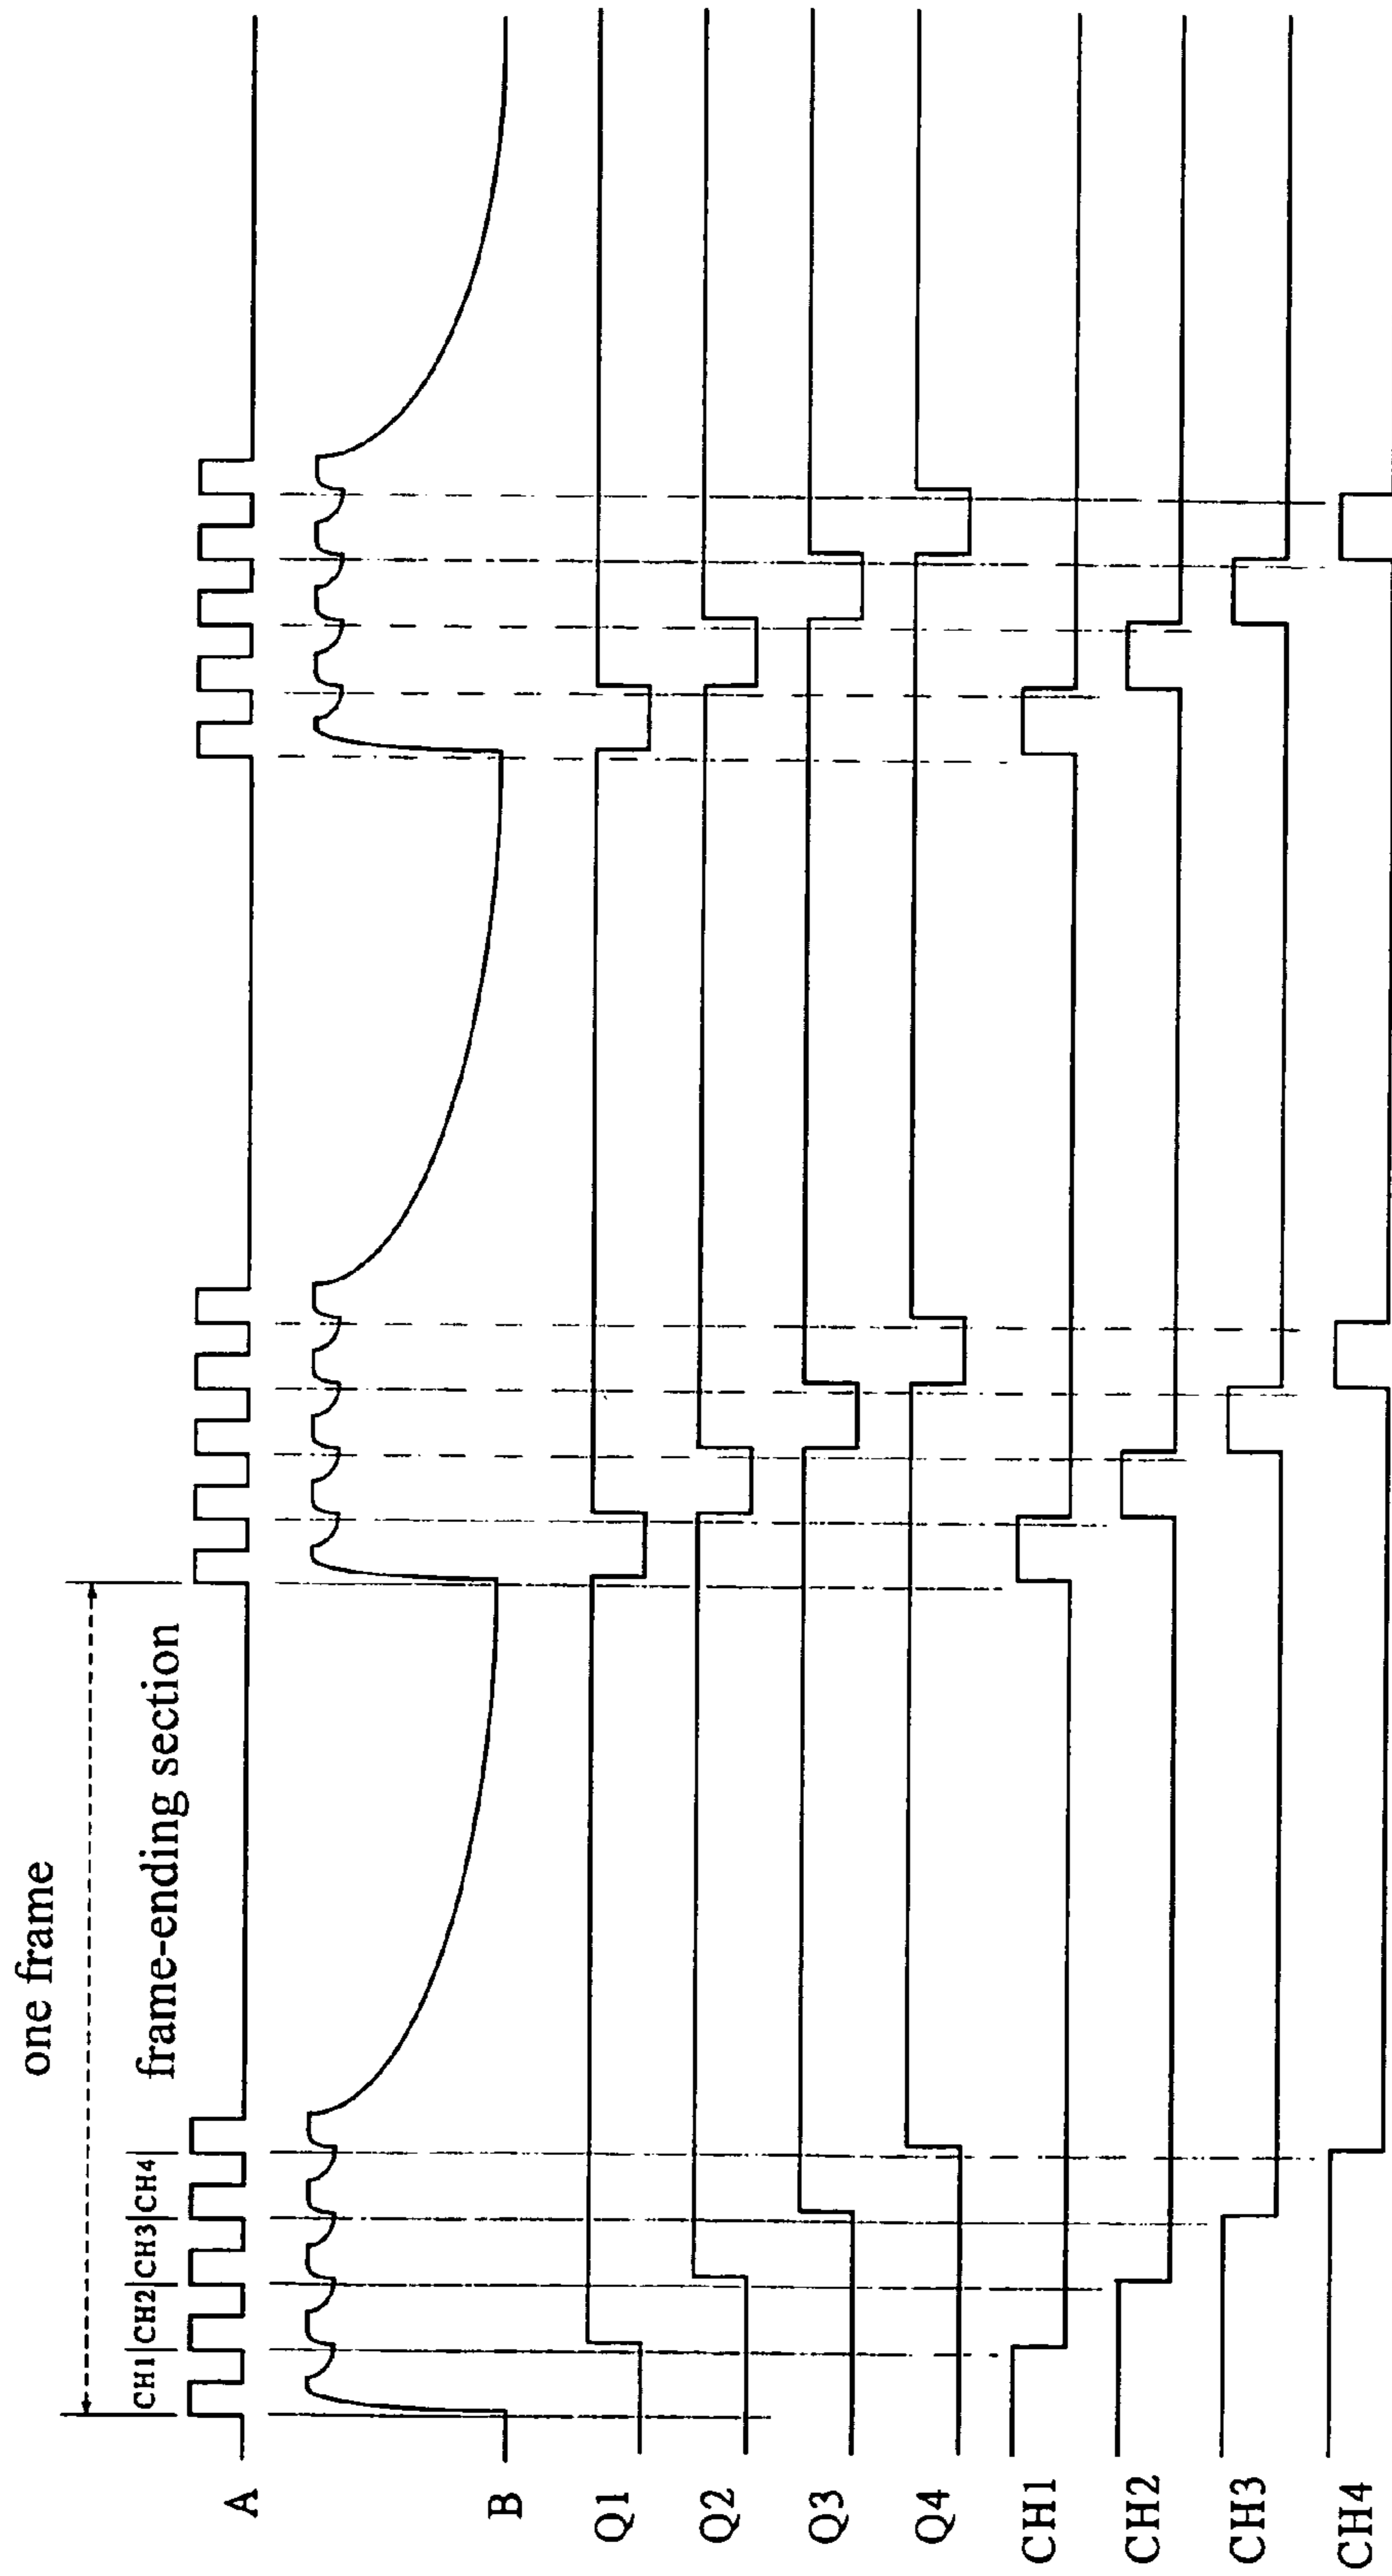 one frame
CH1 CH2 CH3 CH4 frame-ending section
A
B
Q1
Q2
Q3
Q4
CH1
CH2
CH3
CH4